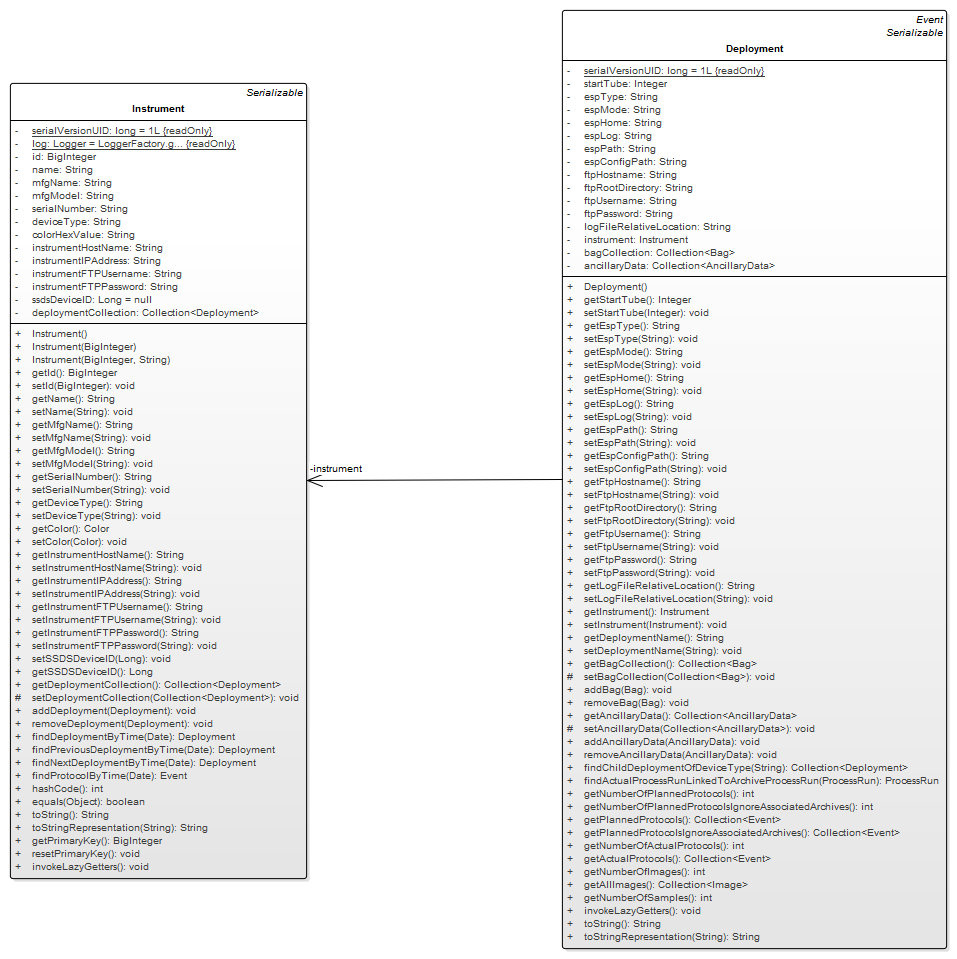 Serializable
Instrument
- serialVersionUID: long = 1L {readOnly}
- log: Logger = LoggerFactory.g... {readOnly}
- id: BigInteger
- name: String
- mfgName: String
- mfgModel: String
- serialNumber: String
- deviceType: String
- colorHexValue: String
- instrumentHostName: String
- instrumentIPAddress: String
- instrumentFTPUsername: String
- instrumentFTPPassword: String
- ssdsDeviceID: Long = null
- deploymentCollection: Collection<Deployment>
+ Instrument()
+ Instrument(BigInteger)
+ Instrument(BigInteger, String)
+ getId(): BigInteger
+ setId(BigInteger): void
+ getName(): String
+ setName(String): void
+ getMfgName(): String
+ setMfgName(String): void
+ getMfgModel(): String
+ setMfgModel(String): void
+ getSerialNumber(): String
+ setSerialNumber(String): void
+ getDeviceType(): String
+ setDeviceType(String): void
+ getColor(): Color
+ setColor(Color): void
+ getInstrumentHostName(): String
+ setInstrumentHostName(String): void
+ getInstrumentIPAddress(): String
+ setInstrumentIPAddress(String): void
+ getInstrumentFTPUsername(): String
+ setInstrumentFTPUsername(String): void
+ getInstrumentFTPPassword(): String
+ setInstrumentFTPPassword(String): void
+ setSSDSDeviceID(Long): void
+ getSSDSDeviceID(): Long
+ getDeploymentCollection(): Collection<Deployment>
# setDeploymentCollection(Collection<Deployment>): void
+ addDeployment(Deployment): void
+ removeDeployment(Deployment): void
+ findDeploymentByTime(Date): Deployment
+ findPreviousDeploymentByTime(Date): Deployment
+ findNextDeploymentByTime(Date): Deployment
+ findProtocolByTime(Date): Event
+ hashCode(): int
+ equals(Object): boolean
+ toString(): String
+ toStringRepresentation(String): String
+ getPrimaryKey(): BigInteger
+ resetPrimaryKey(): void
+ invokeLazyGetters(): void
-instrument
Event
Serializable
Deployment
- serialVersionUID: long = 1L {readOnly}
- startTube: Integer
- espType: String
- espMode: String
- espHome: String
- espLog: String
- espPath: String
- espConfigPath: String
- ftpHostname: String
- ftpRootDirectory: String
- ftpUsername: String
- ftpPassword: String
- logFileRelativeLocation: String
- instrument: Instrument
- bagCollection: Collection<Bag>
- ancillaryData: Collection<AncillaryData>
+ Deployment()
+ getStartTube(): Integer
+ setStartTube(Integer): void
+ getEspType(): String
+ setEspType(String): void
+ getEspMode(): String
+ setEspMode(String): void
+ getEspHome(): String
+ setEspHome(String): void
+ getEspLog(): String
+ setEspLog(String): void
+ getEspPath(): String
+ setEspPath(String): void
+ getEspConfigPath(): String
+ setEspConfigPath(String): void
+ getFtpHostname(): String
+ setFtpHostname(String): void
+ getFtpRootDirectory(): String
+ setFtpRootDirectory(String): void
+ getFtpUsername(): String
+ setFtpUsername(String): void
+ getFtpPassword(): String
+ setFtpPassword(String): void
+ getLogFileRelativeLocation(): String
+ setLogFileRelativeLocation(String): void
+ getInstrument(): Instrument
+ setInstrument(Instrument): void
+ getDeploymentName(): String
+ setDeploymentName(String): void
+ getBagCollection(): Collection<Bag>
# setBagCollection(Collection<Bag>): void
+ addBag(Bag): void
+ removeBag(Bag): void
+ getAncillaryData(): Collection<AncillaryData>
# setAncillaryData(Collection<AncillaryData>): void
+ addAncillaryData(AncillaryData): void
+ removeAncillaryData(AncillaryData): void
+ findChildDeploymentOfDeviceType(String): Collection<Deployment>
+ findActualProcessRunLinkedToArchiveProcessRun(ProcessRun): ProcessRun
+ getNumberOfPlannedProtocols(): int
+ getNumberOfPlannedProtocolsIgnoreAssociatedArchives(): int
+ getPlannedProtocols(): Collection<Event>
+ getPlannedProtocolsIgnoreAssociatedArchives(): Collection<Event>
+ getNumberOfActualProtocols(): int
+ getActualProtocols(): Collection<Event>
+ getNumberOfImages(): int
+ getAllImages(): Collection<Image>
+ getNumberOfSamples(): int
+ invokeLazyGetters(): void
+ toString(): String
+ toStringRepresentation(String): String